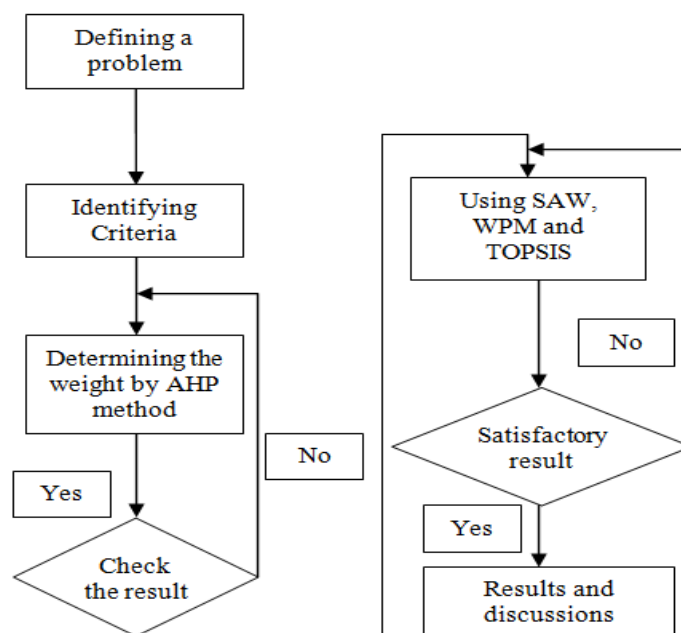 Defining a
problem
Identifying
Criteria
Determining the
weight by AHP
method
No
Yes
Check
the result
Using SAW,
WPM and
TOPSIS
No
Satisfactory
result
Yes
Results and
discussions